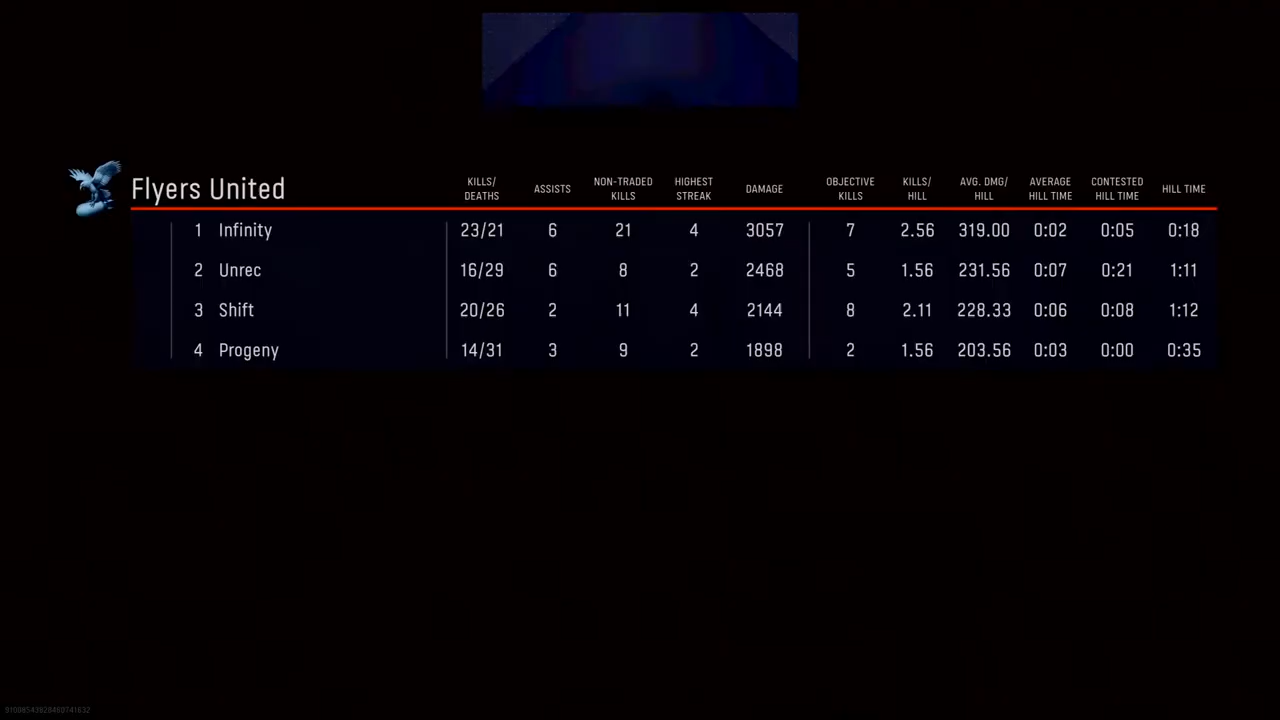 Flyers United KILLS/ DEATHS ASSISTS NON-TRADED KILLS HIGHEST STREAK DAMAGE OBJECTIVE KILLS KILLS/ HILL AVG. DMG/ HILL AVERAGE HILL TIME CONTESTED HILL TIME HILL TIME
1 Infinity 23/21 6 21 4 3057 7 2.56 319.00 0:02 0:05 0:18
2 Unrec 16/29 6 8 2 2468 5 1.56 231.56 0:07 0:21 1:11
3 Shift 20/26 2 11 4 2144 8 2.11 228.33 0:06 0:08 1:12
4 Progeny 14/31 3 9 2 1898 2 1.56 203.56 0:03 0:00 0:35